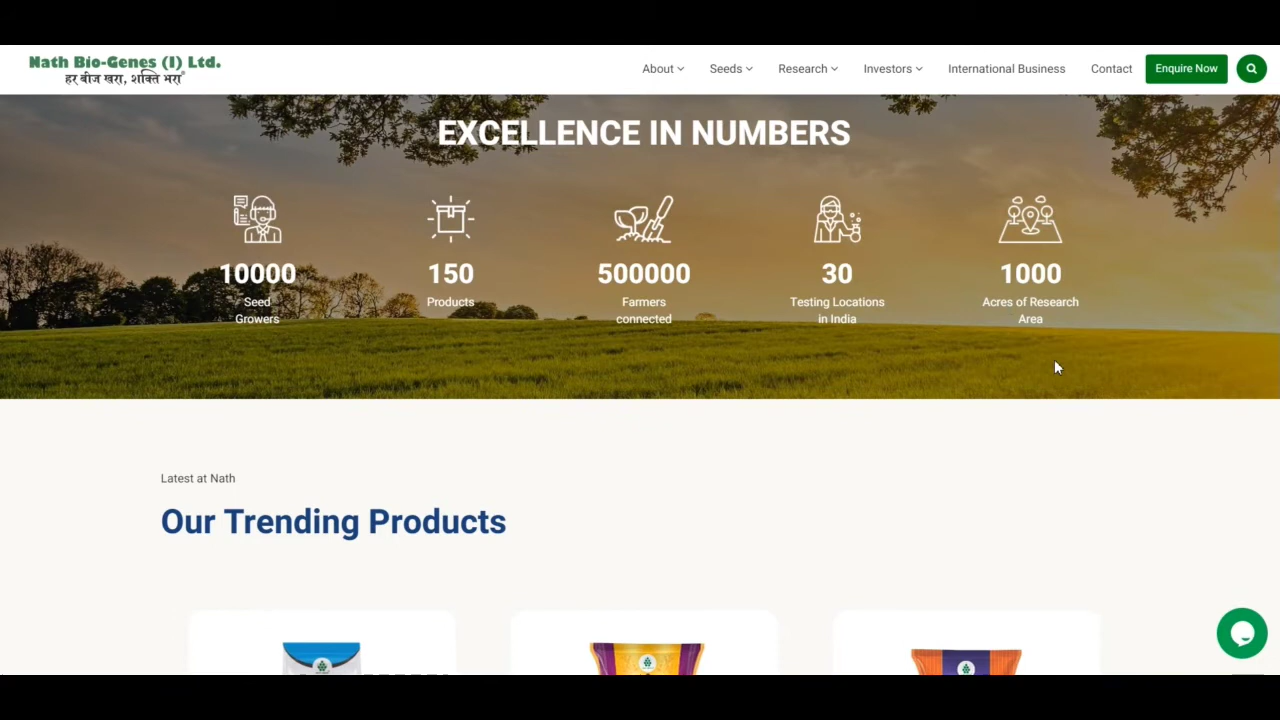 Nath Bio-Genes (I) Ltd.
हर बीज खरा, शक्ति भरा®
About
Seeds
Research
Investors
International Business
Contact
Enquire Now
EXCELLENCE IN NUMBERS
10000
Seed
Growers
150
Products
500000
Farmers
connected
30
Testing Locations
in India
1000
Acres of Research
Area
Latest at Nath
Our Trending Products